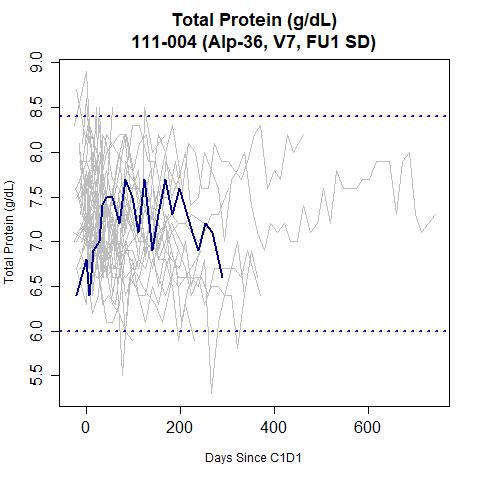 Total Protein (g/dL)
111-004 (Alp-36, V7, FU1 SD)
Total Protein (g/dL)
9.0
8.5
8.0
7.5
7.0
6.5
6.0
5.5
0 200 400 600
Days Since C1D1